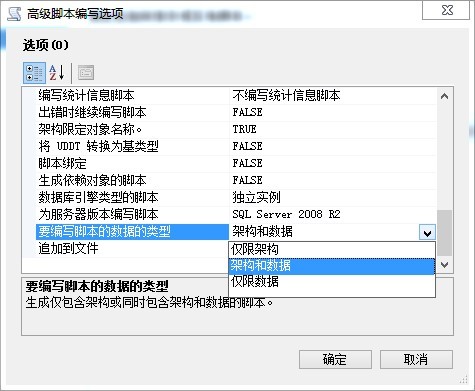 高级脚本编写选项
选项(O)
编写统计信息脚本 不编写统计信息脚本
出错时继续编写脚本 FALSE
架构限定对象名称。 TRUE
将 UDDT 转换为基类型 FALSE
脚本绑定 FALSE
生成依赖对象的脚本 FALSE
数据库引擎类型的脚本 独立实例
为服务器版本编写脚本 SQL Server 2008 R2
要编写脚本的数据的类型 架构和数据
追加到文件
仅限架构
架构和数据
仅限数据
要编写脚本的数据的类型
生成仅包含架构或同时包含架构和数据的脚本。
确定 取消